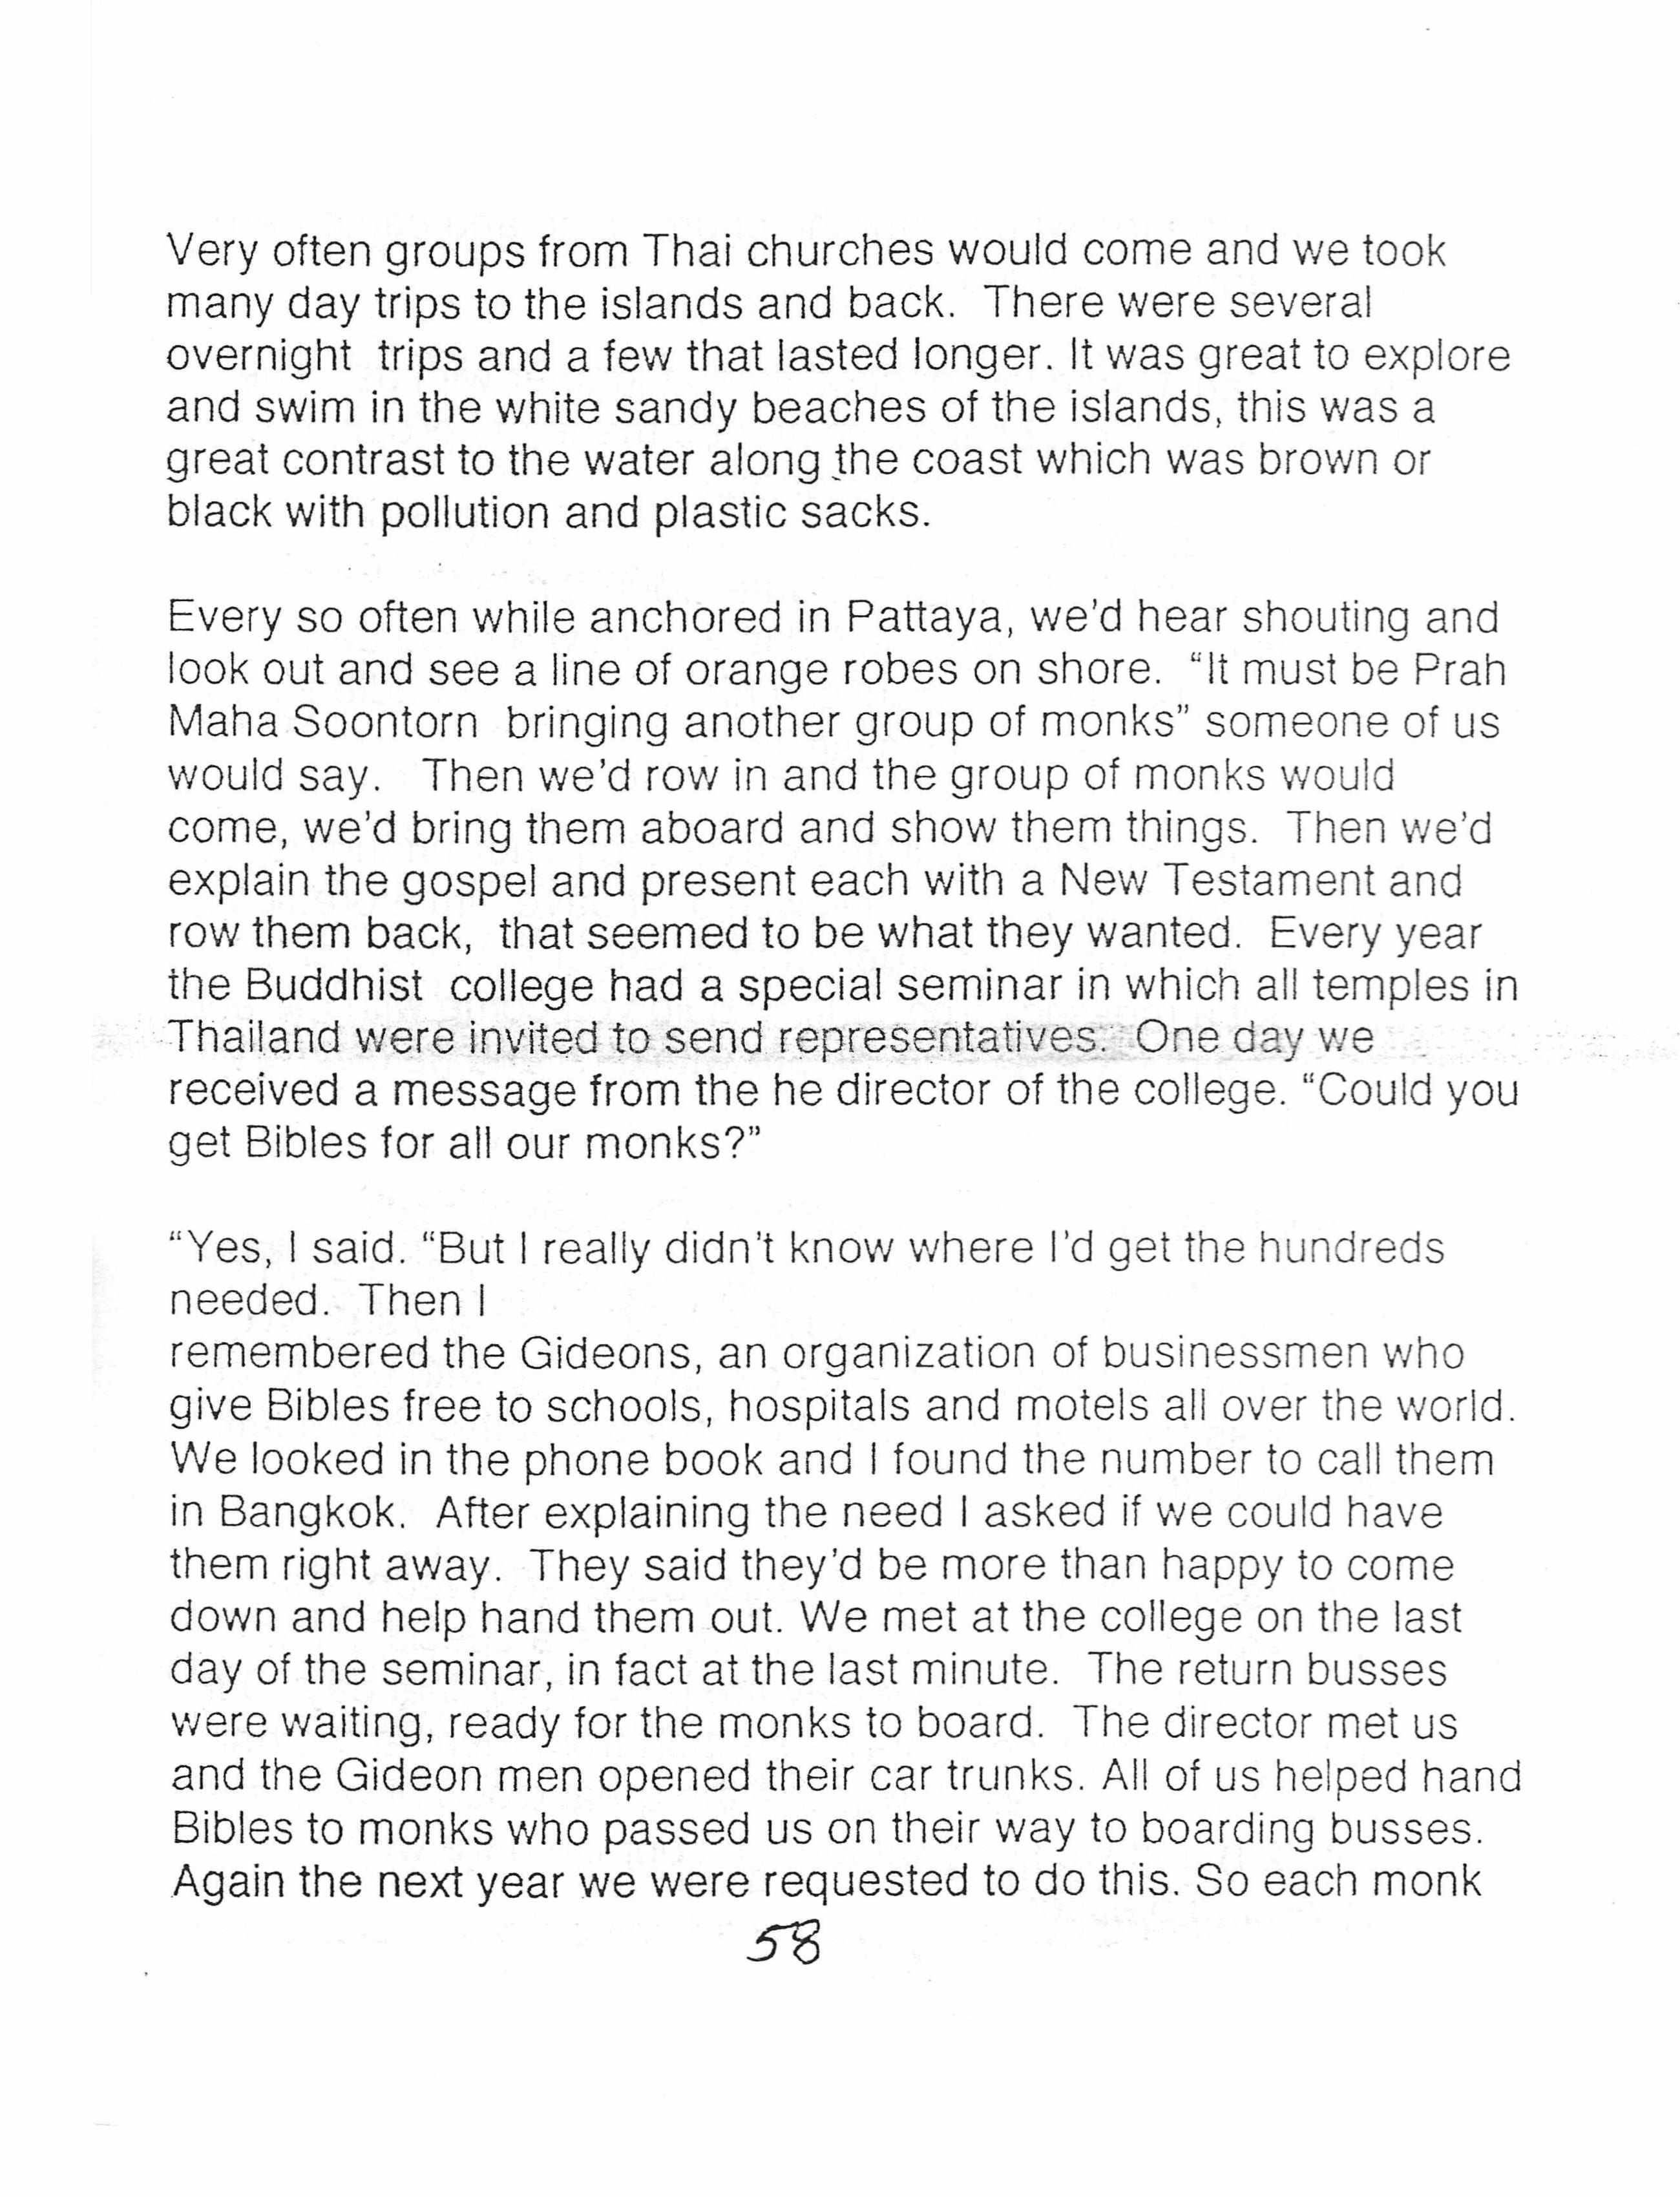 Very often groups from Thai churches would come and we took
many day trips to the islands and back.  There were several
overnight  trips and a few that lasted longer. It was great to explore
and swim in the white sandy beaches of the islands, this was a
great contrast to the water along the coast which was brown or
black with pollution and plastic sacks.

Every so often while anchored in Pattaya, we'd hear shouting and
look out and see a line of orange robes on shore.  “It must be Prah
Maha Soontorn  bringing another group of monks” someone of us
would say.   Then we'd row in and the group of monks would
come, we'd bring them aboard and show them things.  Then we'd
explain the gospel and present each with a New Testament and
row them back,  that seemed to be what they wanted.  Every year
the Buddhist  college had a special seminar in which all temples in
Thailand were invited to send representatives.  One day we
received a message from the he director of the college. “Could you
get Bibles for all our monks?”

“Yes, I said. “But I really didn't know where I'd get the hundreds
needed.  Then I
remembered the Gideons, an organization of businessmen who
give Bibles free to schools, hospitals and motels all over the world.
We looked in the phone book and I found the number to call them
in Bangkok.  After explaining the need I asked if we could have
them right away.  They said they'd be more than happy to come
down and help hand them out. We met at the college on the last
day of the seminar, in fact at the last minute.  The return busses
were waiting, ready for the monks to board.  The director met us
and the Gideon men opened their car trunks. All of us helped hand
Bibles to monks who passed us on their way to boarding busses.
Again the next year we were requested to do this. So each monk
58